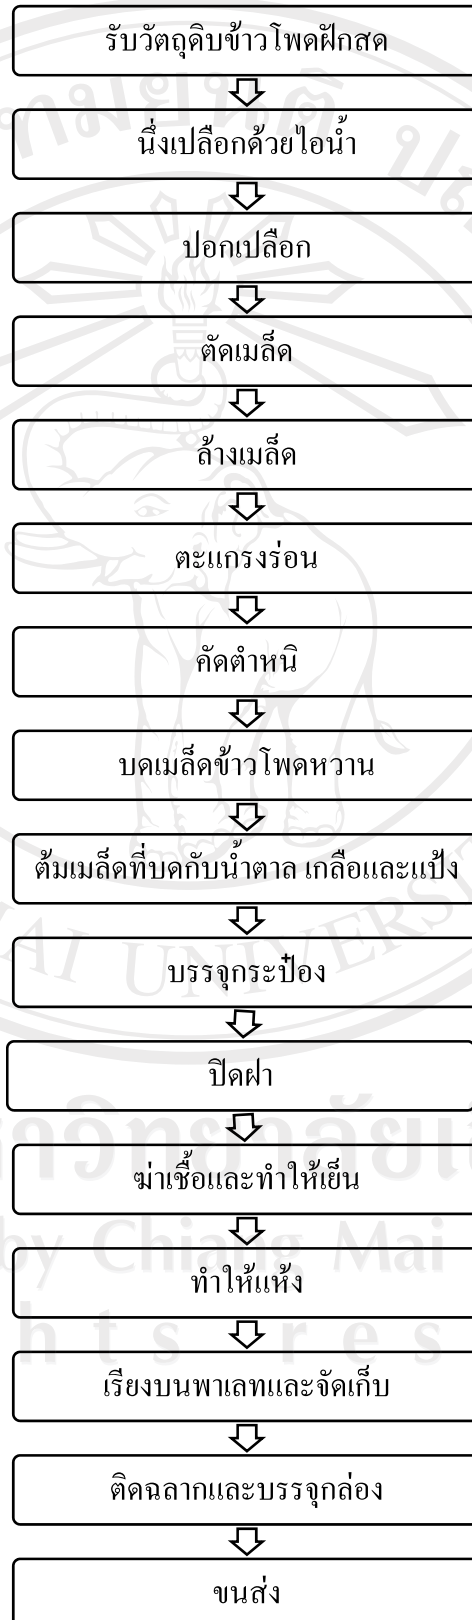 รับวัตถุดิบข้าวโพดฝักสด
นึ่งเปลือกด้วยไอน้ำ
ปอกเปลือก
ตัดเมล็ด
ล้างเมล็ด
ตะแกรงร่อน
คัดตำหนิ
บดเมล็ดข้าวโพดหวาน
ต้มเมล็ดที่บดกับน้ำตาล เกลือและแป้ง
AI UNIVERSI
บรรจุกระป๋อง
ปิดฝา
ฆ่าเชื้อและทำให้เย็น
by Chiang Mai
ทำให้แห้ง
hts res
เรียงบนพาเลทและจัดเก็บ
ติดฉลากและบรรจุกล่อง
ขนส่ง